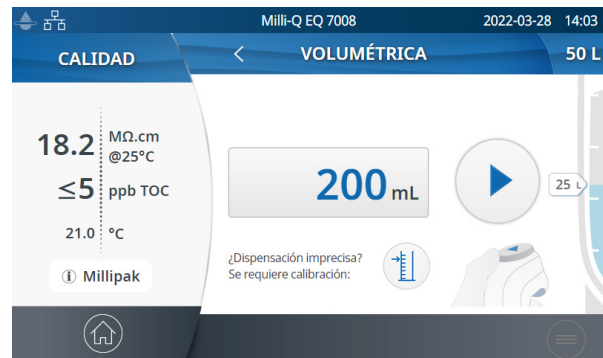 Milli-Q EQ 7008
2022-03-28 14:03
CALIDAD
VOLUMÉTRICA
50 L
18.2 MΩ.cm
@25°C
≤5 ppb TOC
21.0 °C
Millipak
200 mL
25 L
¿Dispensación imprecisa?
Se requiere calibración: